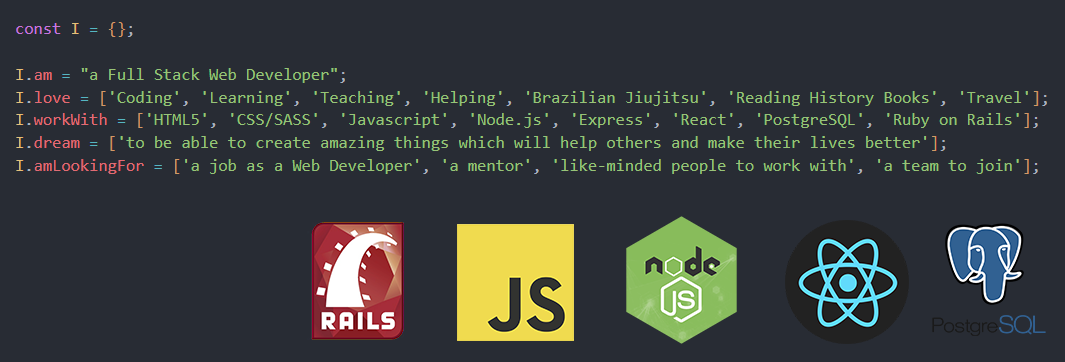 const I = {};
I.am = "a Full Stack Web Developer";
I.love = ['Coding', 'Learning', 'Teaching', 'Helping', 'Brazilian Jiujitsu', 'Reading History Books', 'Travel'];
I.workWith = ['HTML5', 'CSS/SASS', 'Javascript', 'Node.js', 'Express', 'React', 'PostgreSQL', 'Ruby on Rails'];
I.dream = ['to be able to create amazing things which will help others and make their lives better'];
I.amLookingFor = ['a job as a Web Developer', 'a mentor', 'like-minded people to work with', 'a team to join'];
RAILS
JS
node
JS
PostgreSQL